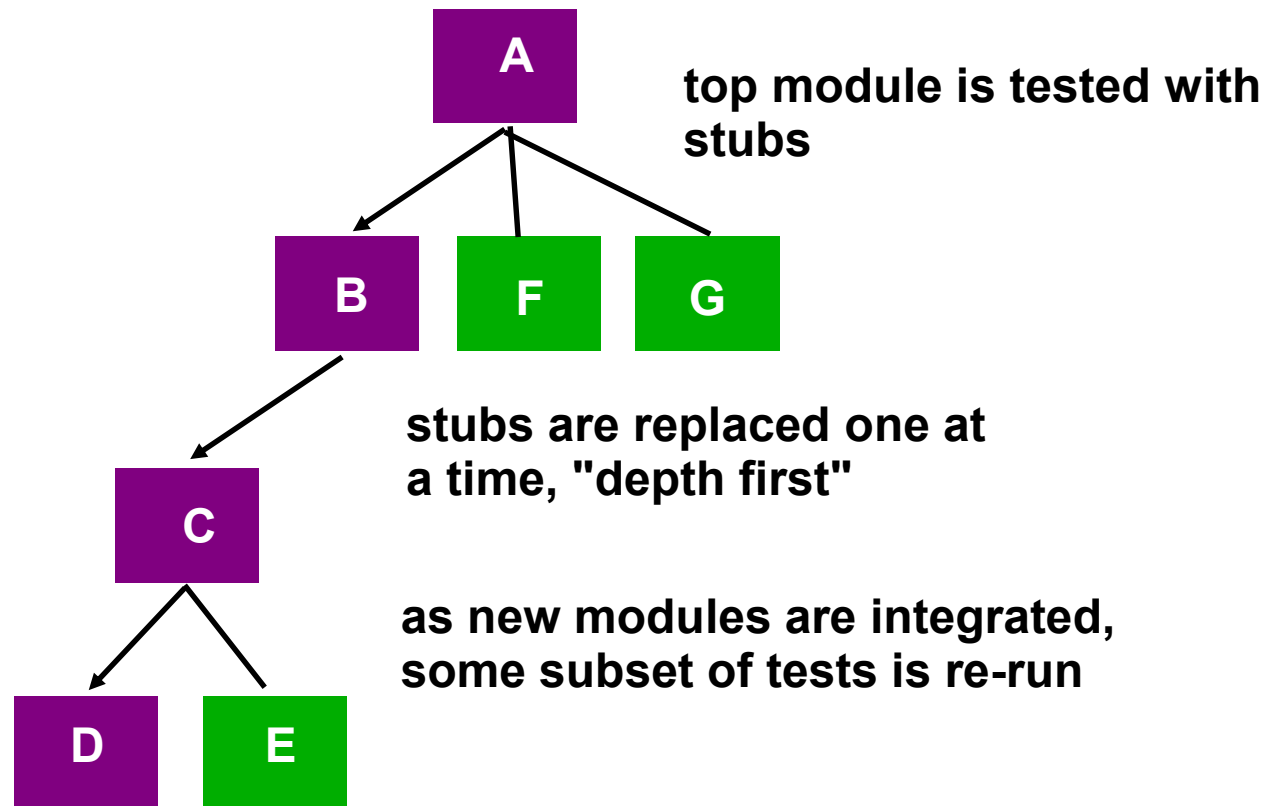 A
top module is tested with
stubs
B
F
G
stubs are replaced one at
a time, "depth first"
C
as new modules are integrated,
some subset of tests is re-run
D
E